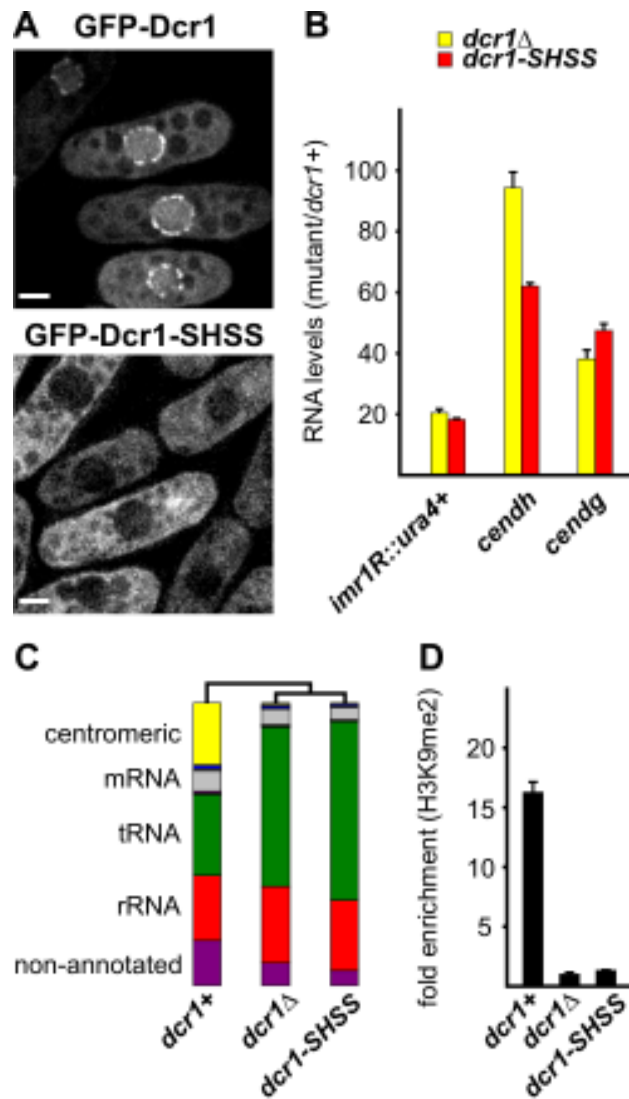 A
GFP-Dcr1
GFP-Dcr1-SHSS
B
dcr1Δ
dcr1-SHSS
RNA levels (mutant/dcr1+)
100
80
60
40
20
imr1R::ura4+
cendh
cendg
C
centromeric
mRNA
tRNA
rRNA
non-annotated
dcr1+
dcr1Δ
dcr1-SHSS
D
fold enrichment (H3K9me2)
20
15
10
5
dcr1+
dcr1Δ
dcr1-SHSS